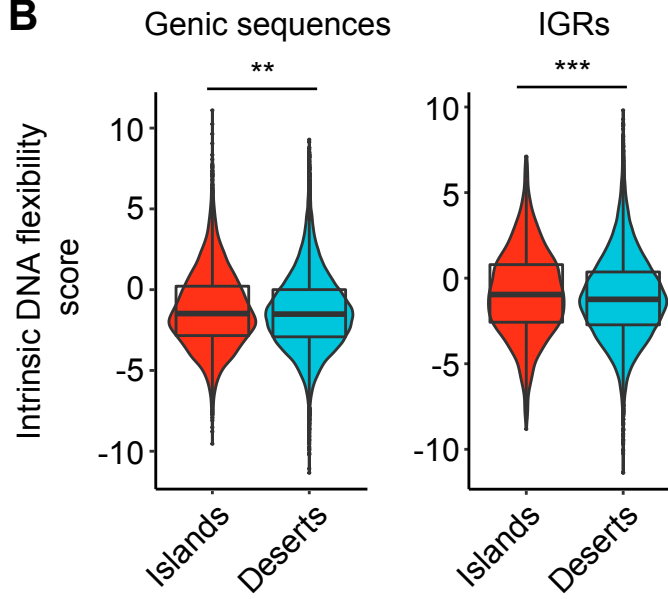 B
Genic sequences
IGRs
**
***
Intrinsic DNA flexibility
score
10
5
0
-5
-10
10
5
0
-5
-10
Islands
Deserts
Islands
Deserts